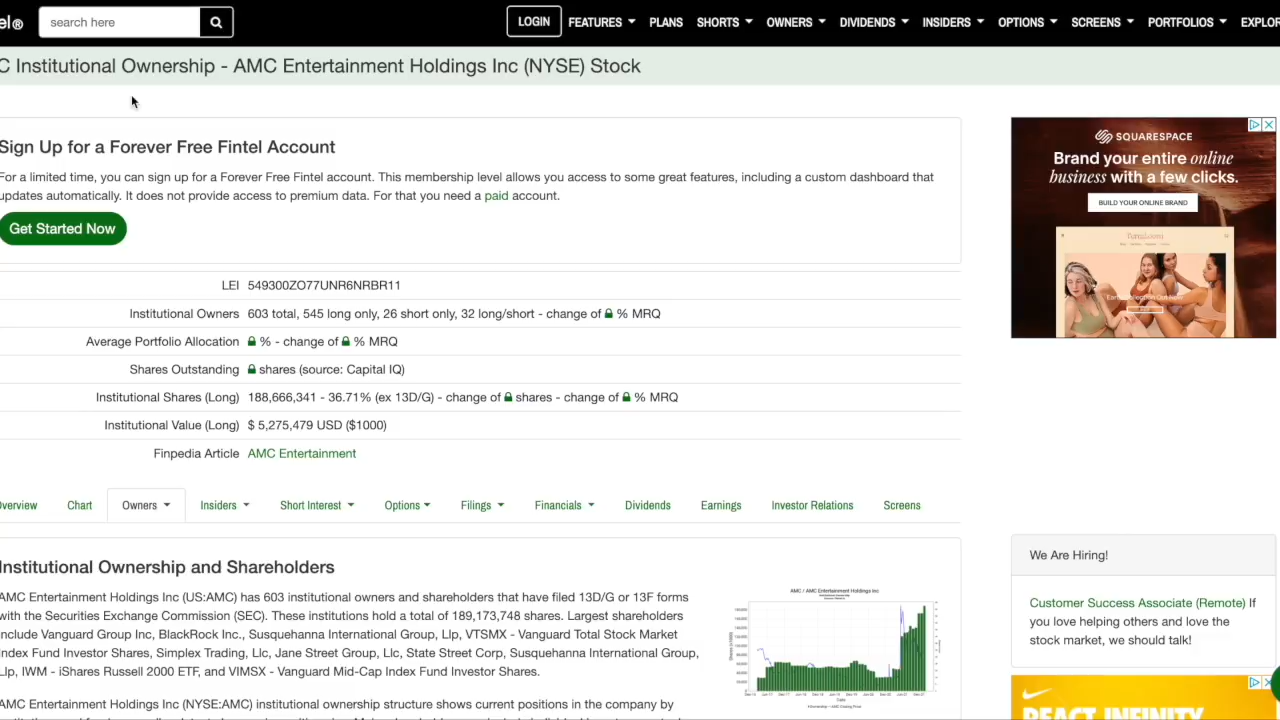 el®
search here
LOGIN
FEATURES
PLANS
SHORTS
OWNERS
DIVIDENDS
INSIDERS
OPTIONS
SCREENS
PORTFOLIOS
EXPLOR
C Institutional Ownership - AMC Entertainment Holdings Inc (NYSE) Stock
Sign Up for a Forever Free Fintel Account
For a limited time, you can sign up for a Forever Free Fintel account. This membership level allows you access to some great features, including a custom dashboard that
updates automatically. It does not provide access to premium data. For that you need a paid account.
Get Started Now
LEI 549300ZO77UNR6NRBR11
Institutional Owners 603 total, 545 long only, 26 short 32 long/short - change of % MRQ
Average Portfolio Allocation % - change of % MRQ
Shares Outstanding shares (source: Capital IQ)
Institutional Shares (Long) 188,666,341 - 36.71% (ex 13D/G) - change of shares - change of % MRQ
Institutional Value (Long) $ 5,275,479 USD ($1000)
Finpedia Article AMC Entertainment
Overview
Chart
Owners
Insiders
Short Interest
Options
Filings
Financials
Dividends
Earnings
Investor Relations
Screens
Institutional Ownership and Shareholders
AMC Entertainment Holdings Inc (US:AMC) has institutional owners and shareholders that have 13D/G or 13F forms
with the Securities Exchange Commission (SEC). institutions a total of shares. Largest shareholders
include Vanguard Group Inc, BlackRock Inc., Susquehanna International Group, Llp, VTSMX - Vanguard Total Stock Market
Index Fund Investor Shares, Simplex Trading, Llc, Jane Street Group, Llc, State Street Corp, Susquehanna International Group,
Llp, IWM - iShares Russell 2000 ETF, and VIMSX - Vanguard Mid-Cap Index Fund Investor Shares.
AMC Entertainment Holdings Inc (NYSE:AMC) institutional positions in the company by
AMC / AMC Entertainment Holdings Inc
SQUARESPACE
Brand your entire online
business with a few clicks.
BUILD YOUR ONLINE BRAND
We Are Hiring!
Customer Success Associate (Remote) If
you love helping others and love the
stock market, we should talk!
REACT INFINITY